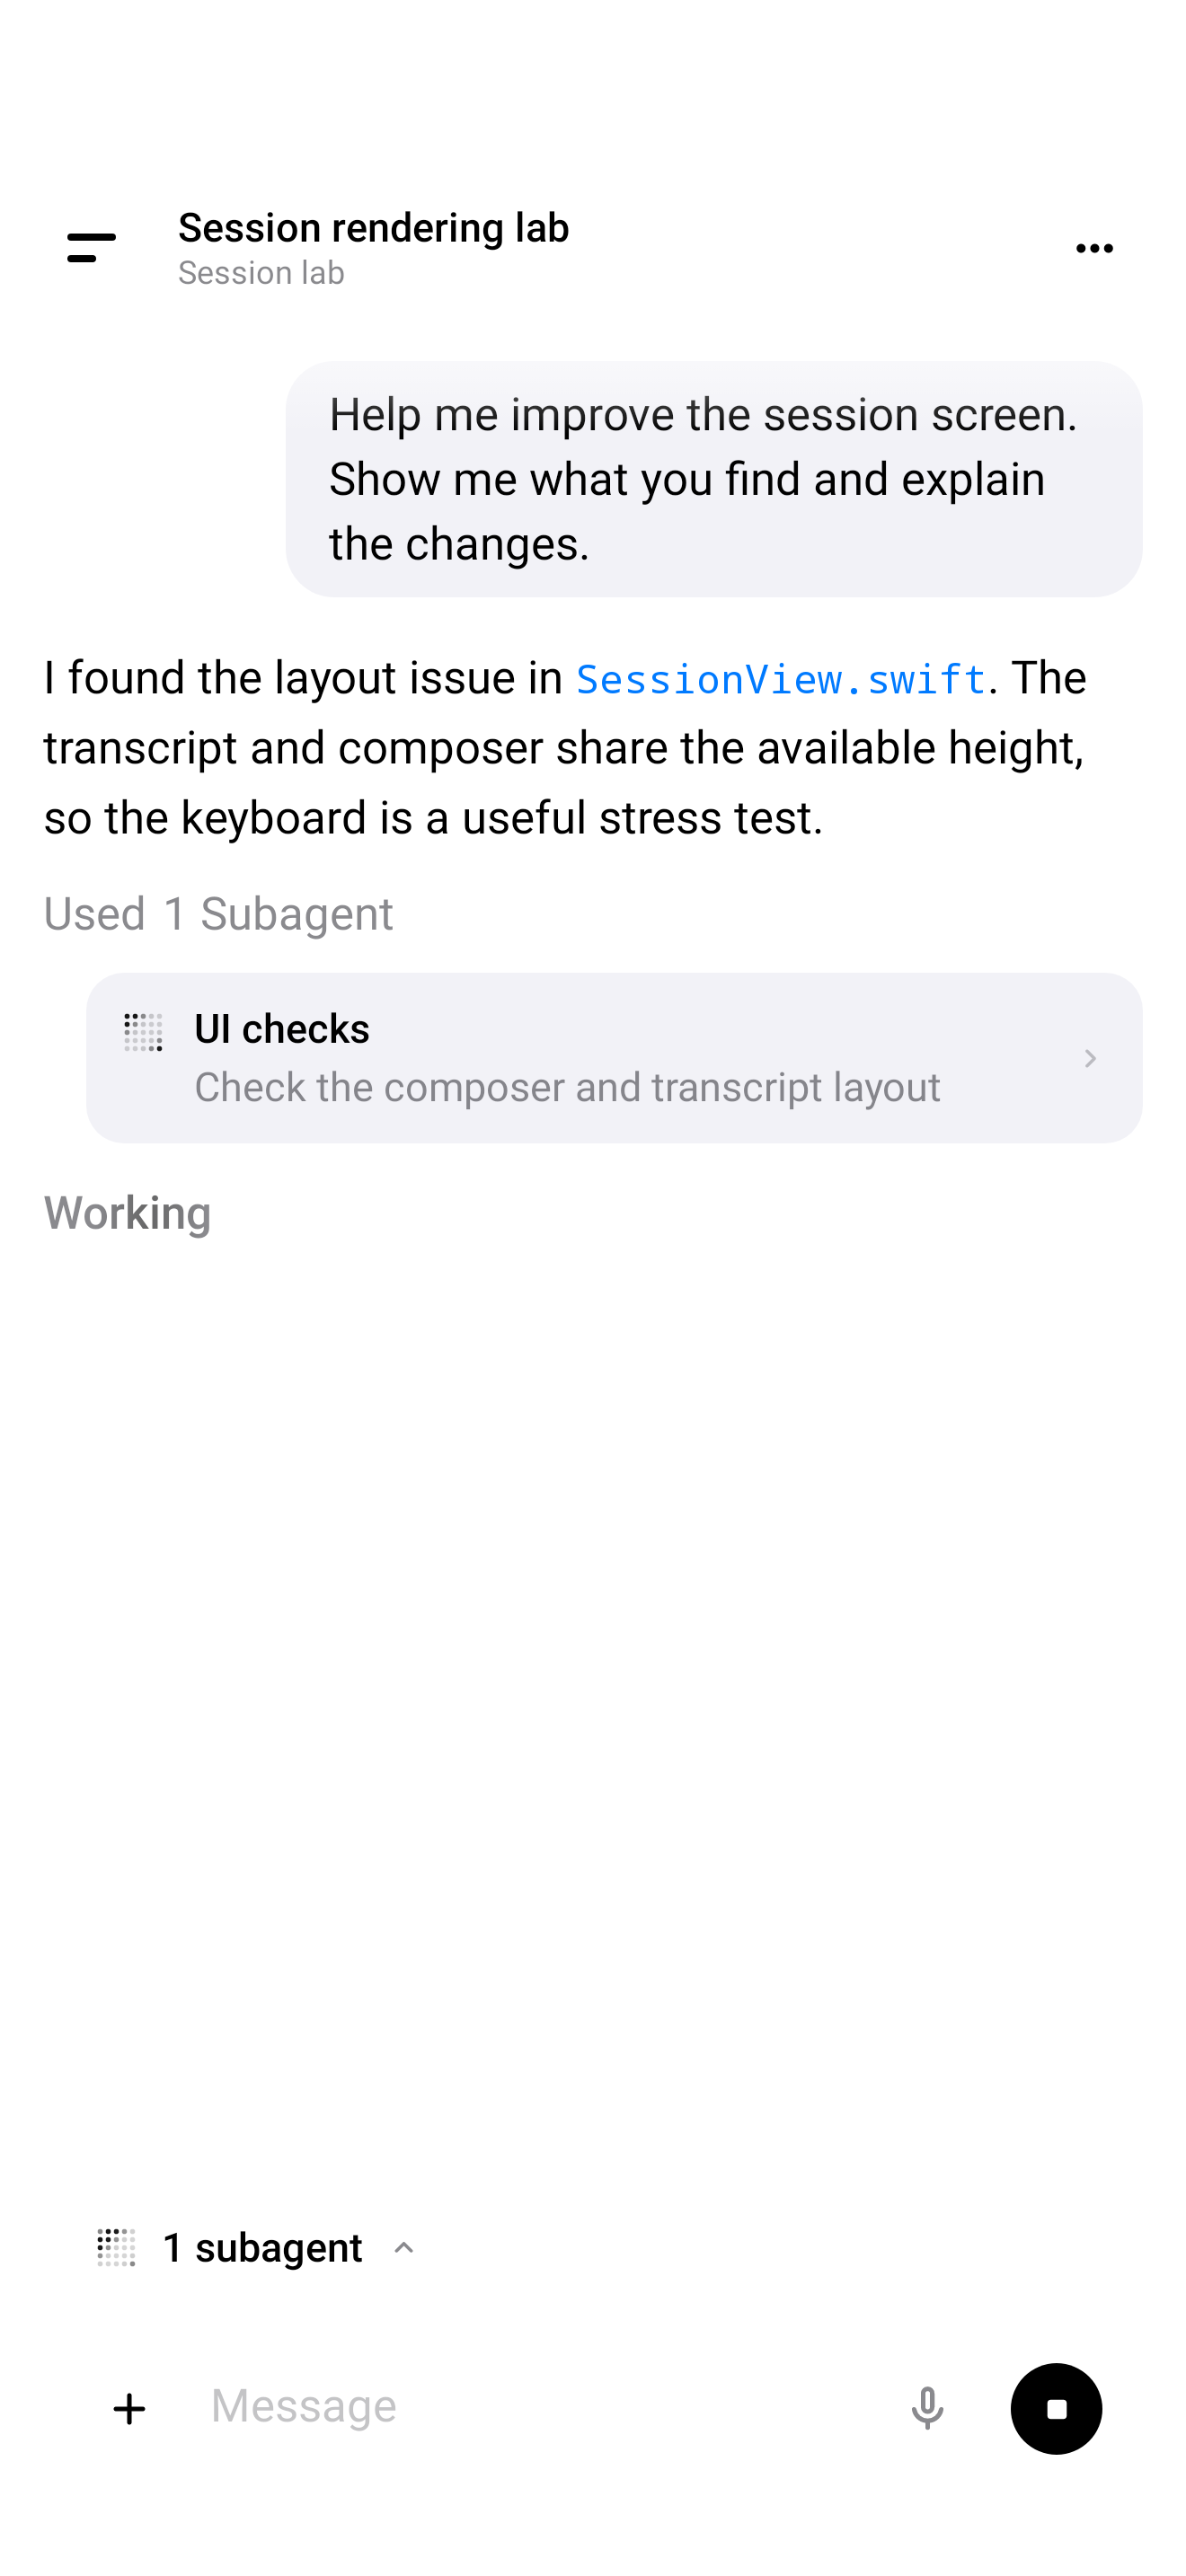 Session rendering lab
Session lab
Help me improve the session screen.
Show me what you find and explain
the changes.
I found the layout issue in SessionView.swift. The
transcript and composer share the available height,
so the keyboard is a useful stress test.
Used 1 Subagent
UI checks
Check the composer and transcript layout
Working
1 subagent
Message